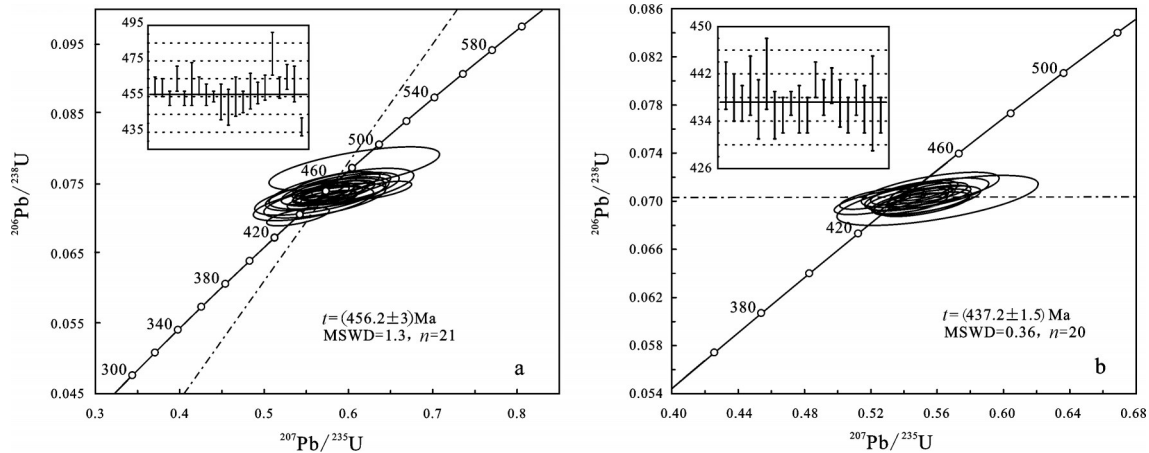 495
475
455
435
0.095
0.085
0.075
0.065
0.055
0.045
²⁰⁶Pb/²³⁸U
580
540
500
460
420
380
340
300
t=(456.2±3)Ma
MSWD=1.3, n=21
a
0.3 0.4 0.5 0.6 0.7 0.8
²⁰⁷Pb/²³⁵U
450
442
434
426
0.086
0.082
0.078
0.074
0.070
0.066
0.062
0.058
0.054
²⁰⁶Pb/²³⁸U
500
460
420
380
t=(437.2±1.5)Ma
MSWD=0.36, n=20
b
0.40 0.44 0.48 0.52 0.56 0.60 0.64 0.68
²⁰⁷Pb/²³⁵U